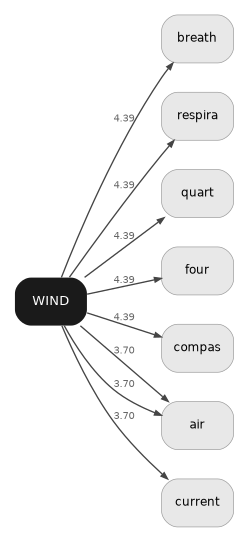 breath
4.39
respira
4.39
quart
4.39
four
4.39
WIND
4.39
compas
3.70
air
3.70
3.70
current